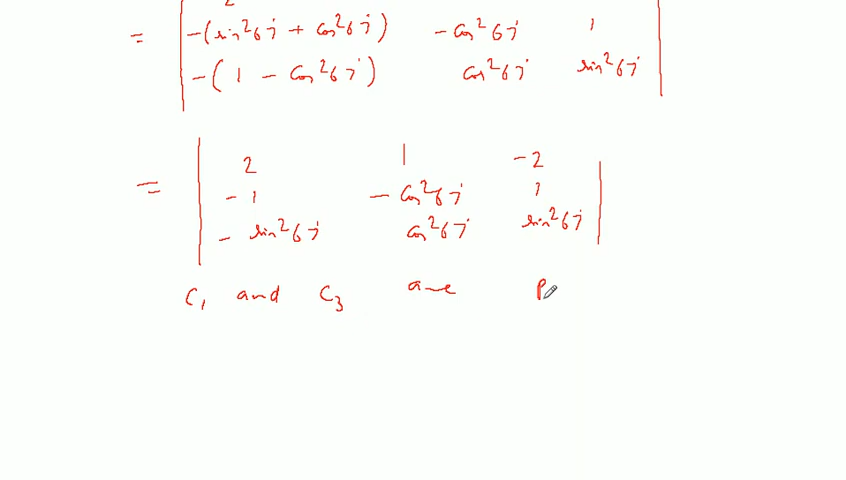 2
= | -(sin²67 + cos²67) -cos²67 1 |
-(1 - cos²67) cos²67 sin²67
2 1 -2
= | -1 -cos²67 1 |
- sin²67 cos²67 sin²67
C₁ and C₃ are P